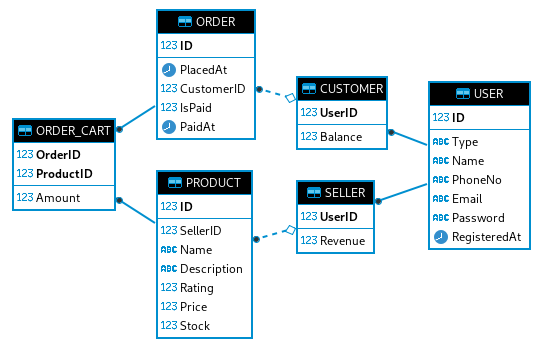 ORDER
123 ID
PlacedAt
123 CustomerID
123 IsPaid
PaidAt
CUSTOMER
123 UserID
123 Balance
USER
123 ID
ABC Type
ABC Name
ABC PhoneNo
ABC Email
ABC Password
RegisteredAt
ORDER_CART
123 OrderID
123 ProductID
123 Amount
PRODUCT
123 ID
123 SellerID
ABC Name
ABC Description
123 Rating
123 Price
123 Stock
SELLER
123 UserID
123 Revenue